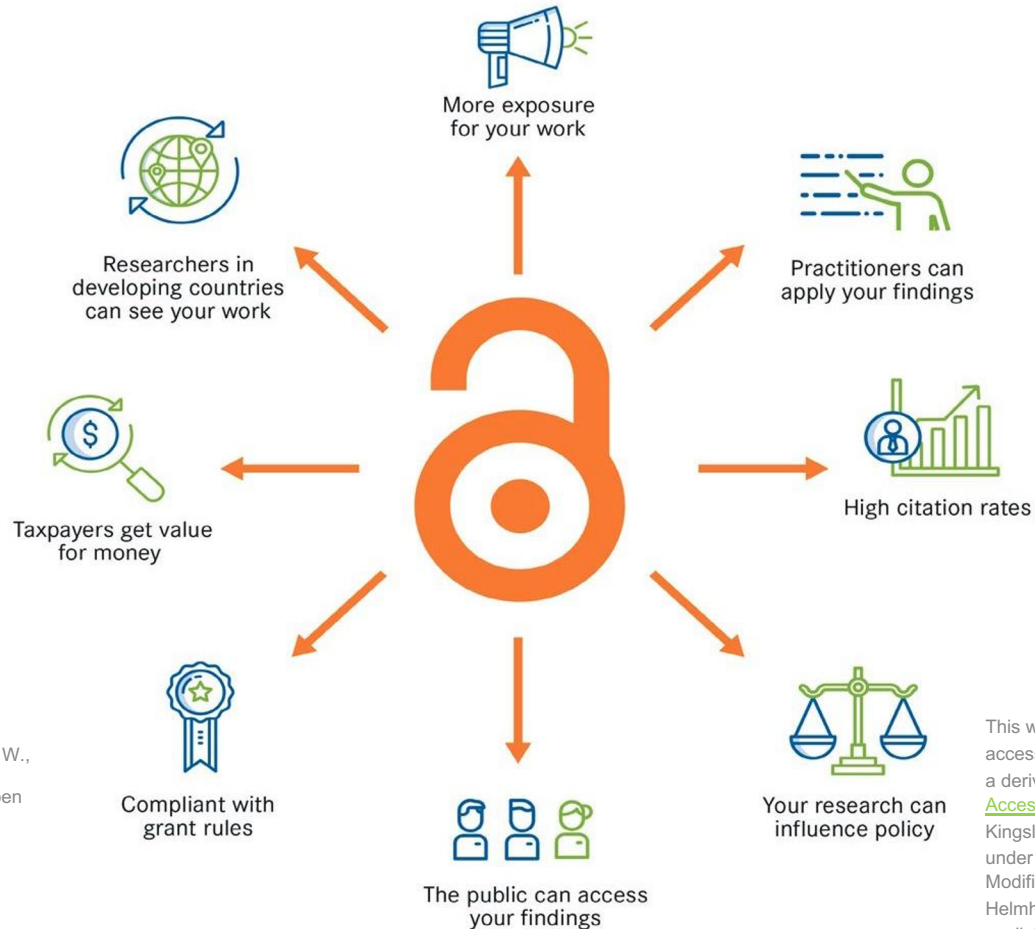 More exposure
for your work
Practitioners can
apply your findings
High citation rates
Your research can
influence policy
The public can access
your findings
Compliant with
grant rules
Taxpayers get value
for money
Researchers in
developing countries
can see your work
$
W.,
This w
acces
a deriv
Acces
Kingsl
under
Modifi
Helmh